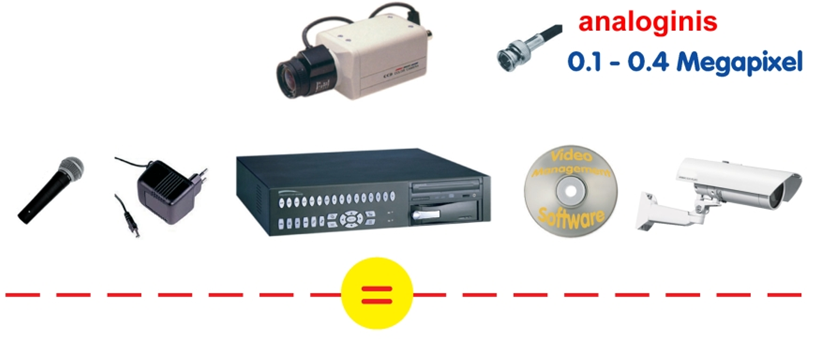 analoginis
0.1 - 0.4 Megapixel
Video
Management
Software
=